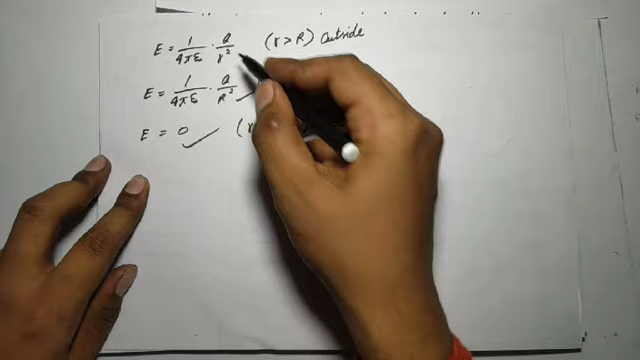 E = 1/4πε · Q/r² (r > R) Outside
E = 1/4πε · Q/R²
E = 0 (r